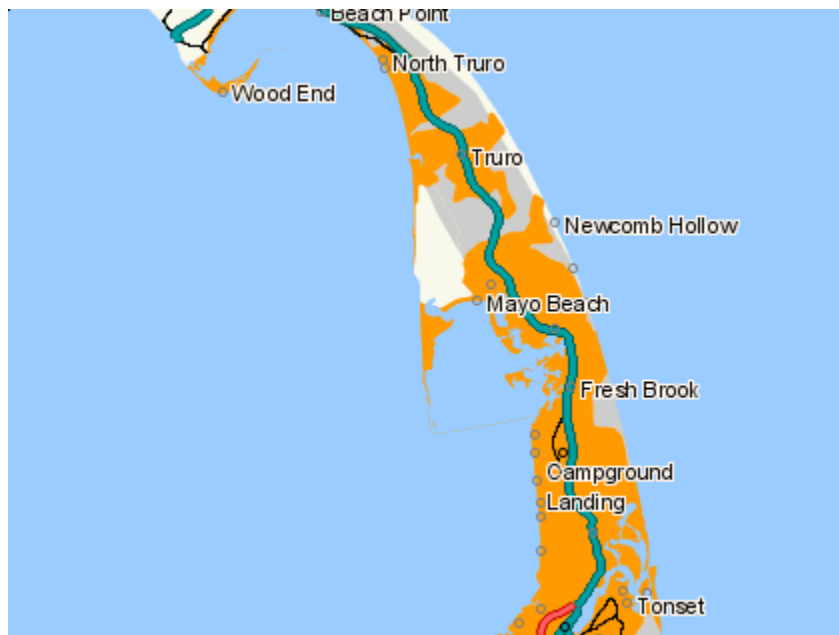 Beach Point
North Truro
Wood End
Truro
Newcomb Hollow
Mayo Beach
Fresh Brook
Campground
Landing
Tonset